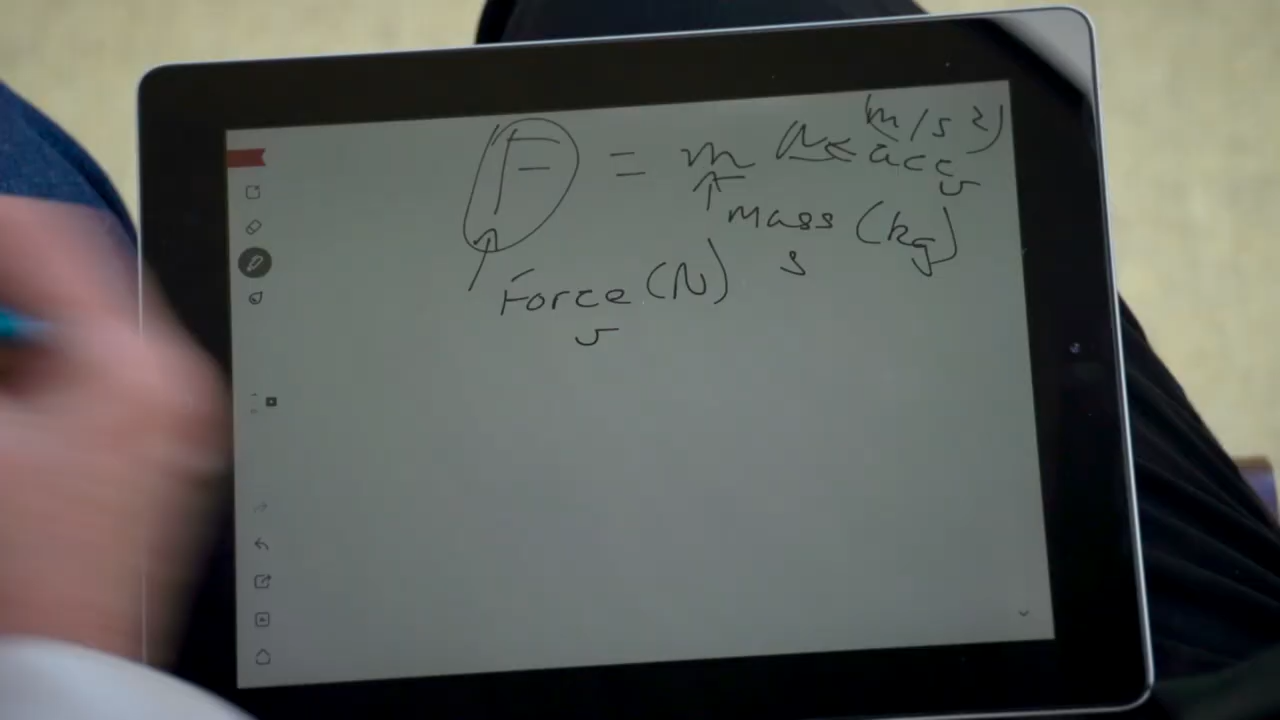 F = m a ← acc (m/s²)
↑ mass (kg)
s
Force (N)
v
v